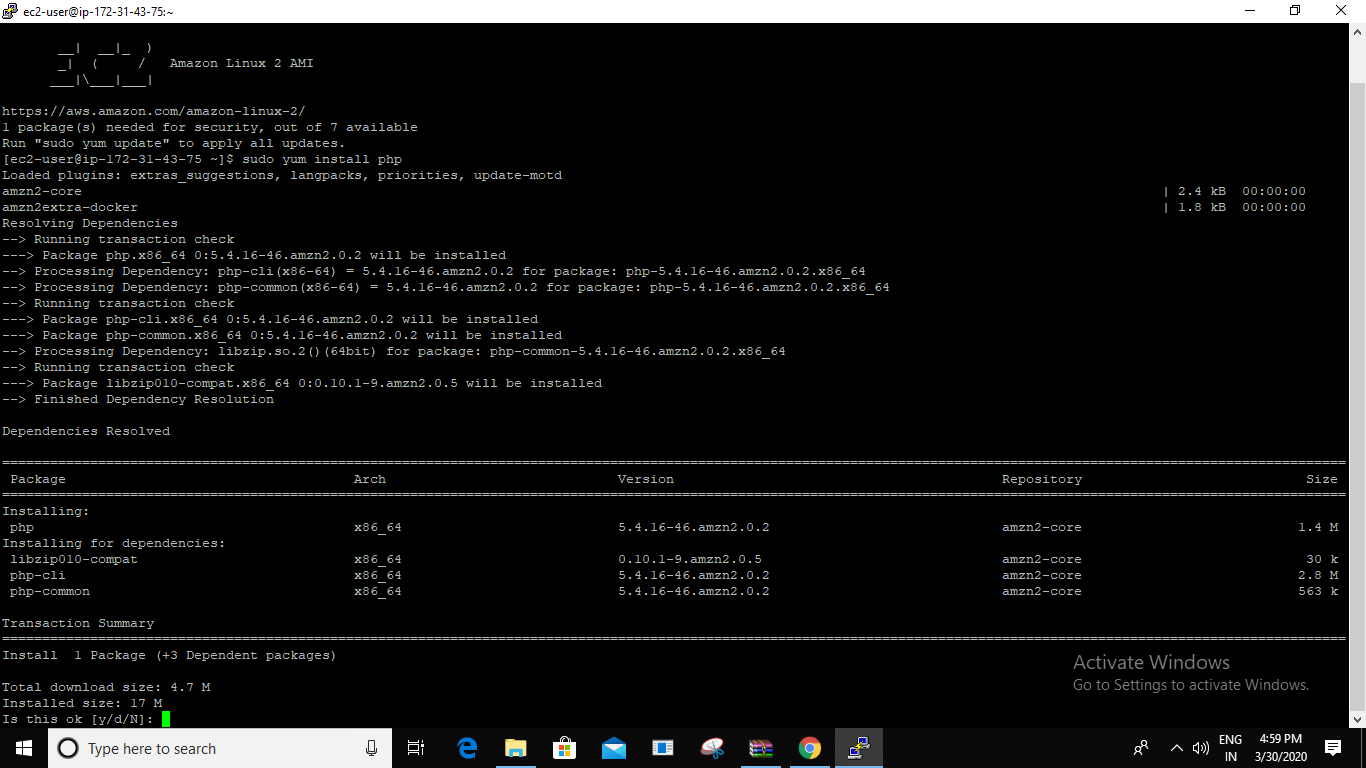 ec2-user@ip-172-31-43-75:~
__|  __|_  )
_|  (     /   Amazon Linux 2 AMI
___|\___|___|
https://aws.amazon.com/amazon-linux-2/
1 package(s) needed for security, out of 7 available
Run "sudo yum update" to apply all updates.
[ec2-user@ip-172-31-43-75 ~]$ sudo yum install php
Loaded plugins: extras_suggestions, langpacks, priorities, update-motd
amzn2-core | 2.4 kB 00:00:00
amzn2extra-docker | 1.8 kB 00:00:00
Resolving Dependencies
--> Running transaction check
---> Package php.x86_64 0:5.4.16-46.amzn2.0.2 will be installed
--> Processing Dependency: php-cli(x86-64) = 5.4.16-46.amzn2.0.2 for package: php-5.4.16-46.amzn2.0.2.x86_64
--> Processing Dependency: php-common(x86-64) = 5.4.16-46.amzn2.0.2 for package: php-5.4.16-46.amzn2.0.2.x86_64
--> Running transaction check
---> Package php-cli.x86_64 0:5.4.16-46.amzn2.0.2 will be installed
---> Package php-common.x86_64 0:5.4.16-46.amzn2.0.2 will be installed
--> Processing Dependency: libzip.so.2()(64bit) for package: php-common-5.4.16-46.amzn2.0.2.x86_64
--> Running transaction check
---> Package libzip010-compat.x86_64 0:0.10.1-9.amzn2.0.5 will be installed
--> Finished Dependency Resolution
Dependencies Resolved
Package Arch Version Repository Size
Installing:
php x86_64 5.4.16-46.amzn2.0.2 amzn2-core 1.4 M
Installing for dependencies:
libzip010-compat x86_64 0.10.1-9.amzn2.0.5 amzn2-core 30 k
php-cli x86_64 5.4.16-46.amzn2.0.2 amzn2-core 2.8 M
php-common x86_64 5.4.16-46.amzn2.0.2 amzn2-core 563 k
Transaction Summary
Install 1 Package (+3 Dependent packages)
Total download size: 4.7 M
Installed size: 17 M
Is this ok [y/d/N]:
Activate Windows
Go to Settings to activate Windows.
Type here to search
ENG
IN
4:59 PM
3/30/2020